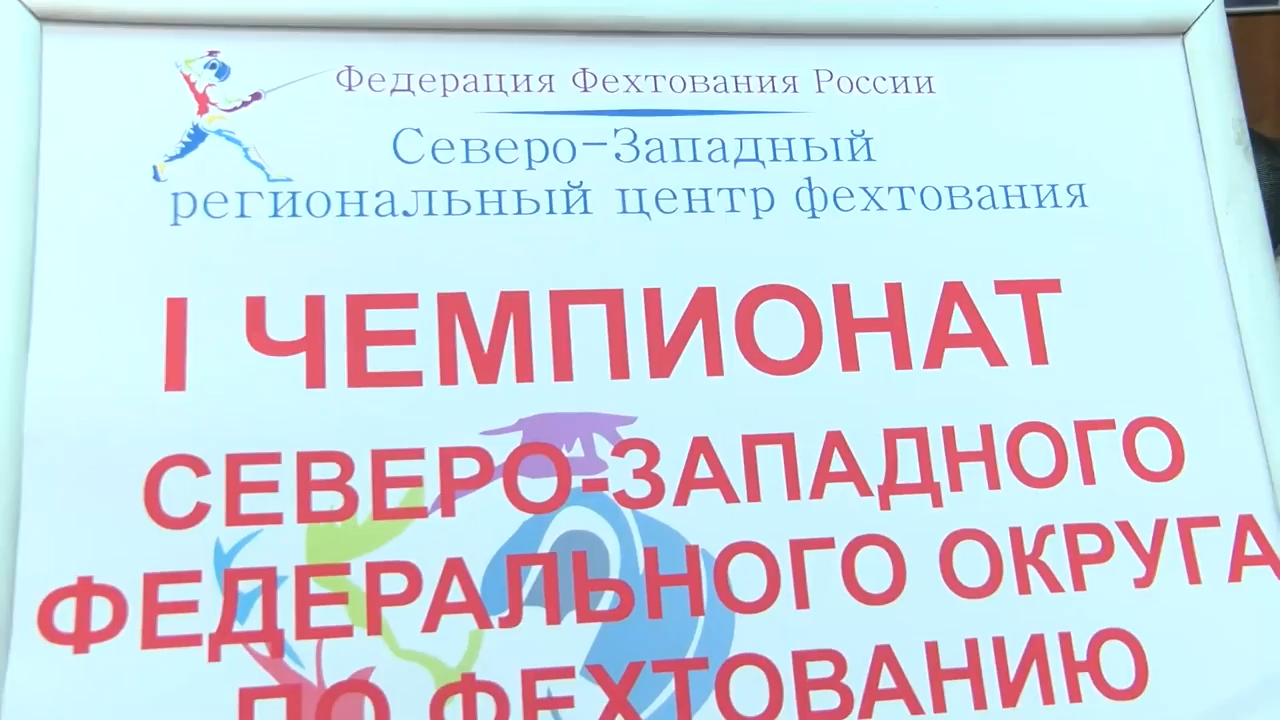 Федерация Фехтования России
Северо-Западный
региональный центр фехтования
I ЧЕМПИОНАТ
СЕВЕРО-ЗАПАДНОГО
ФЕДЕРАЛЬНОГО ОКРУГА
ПО ФЕХТОВАНИЮ